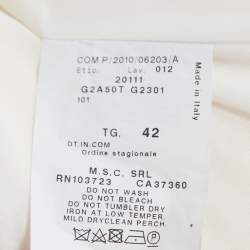 COM P/2010/06203/A
Etic. Lav. 012
20111
G2A50T G2301
101
TG. 42
OT.IN.COM
Ordine stagionale
M.S.C. SRL
RN103723 CA37360
DO NOT WASH
DO NOT BLEACH
DO NOT TUMBLER DRY
IRON AT LOW TEMPER.
MILD DRYCLEAN PERCH
Made in Italy